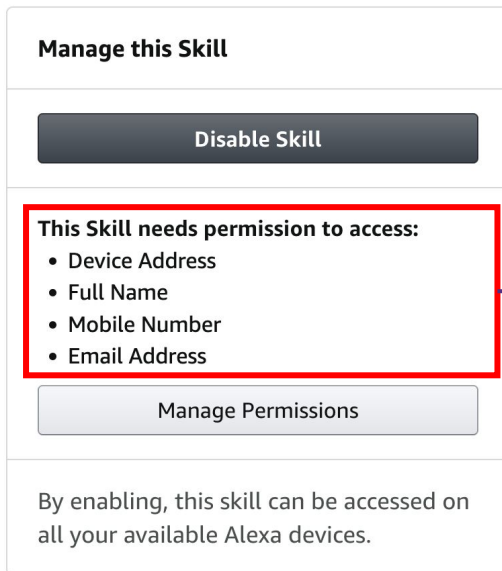 Manage this Skill
Disable Skill
This Skill needs permission to access:
• Device Address
• Full Name
• Mobile Number
• Email Address
Manage Permissions
By enabling, this skill can be accessed on
all your available Alexa devices.